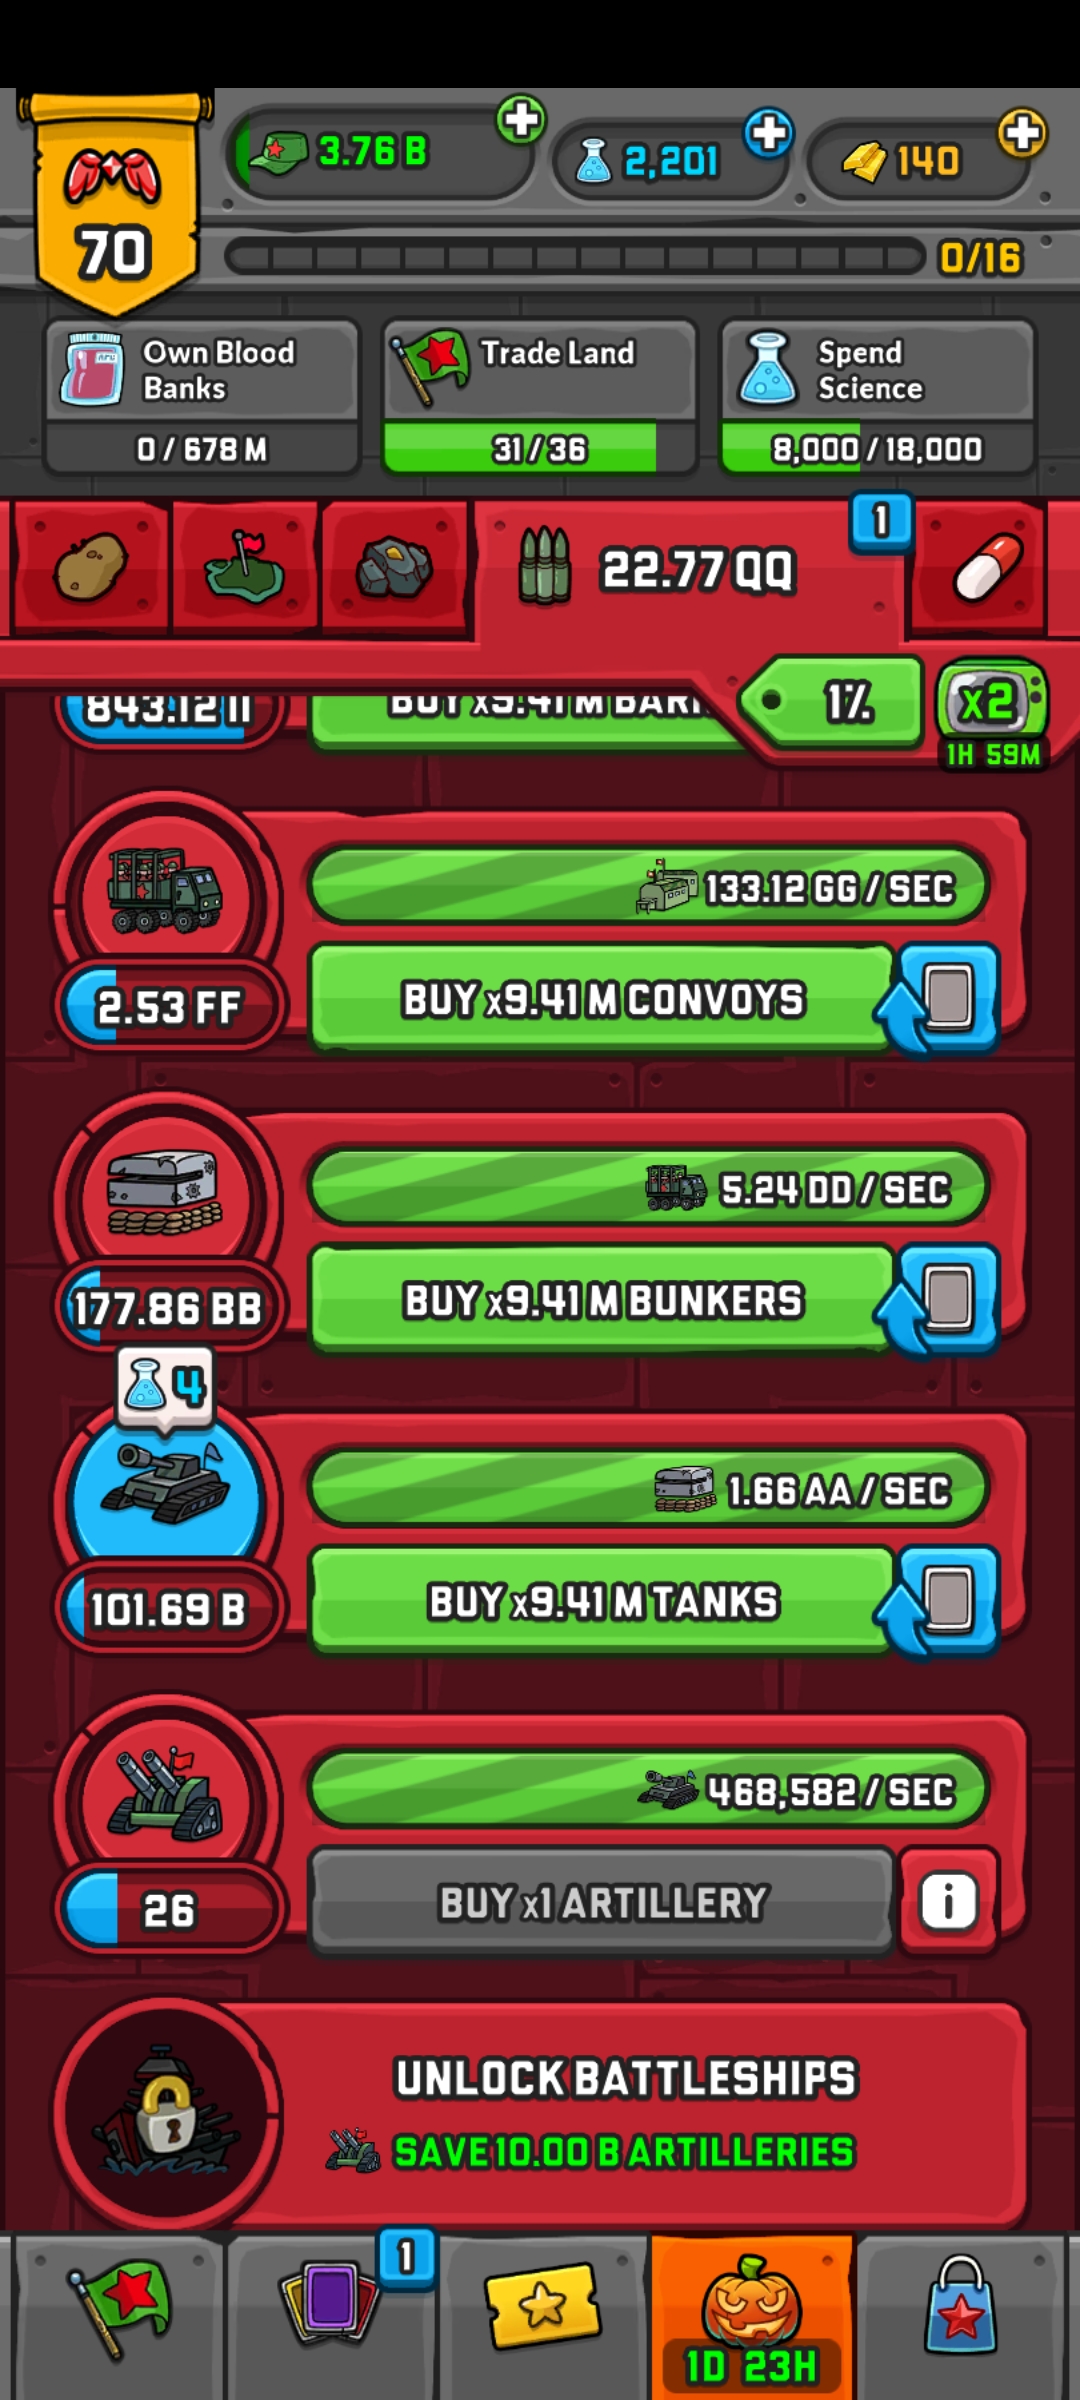 3.76 B
2,201
140
70
0/16
Own Blood Banks
Trade Land
Spend Science
0 / 678 M
31 / 36
8,000 / 18,000
22.77 QQ
1
1%
x2
1H 59M
843.12 II
BUY x9.41 M
133.12 GG / SEC
2.53 FF
BUY x9.41 M CONVOYS
5.24 DD / SEC
177.86 BB
BUY x9.41 M BUNKERS
4
1.66 AA / SEC
101.69 B
BUY x9.41 M TANKS
468,582 / SEC
26
BUY x1 ARTILLERY
i
UNLOCK BATTLESHIPS
SAVE 10.00 B ARTILLERIES
1
1D 23H